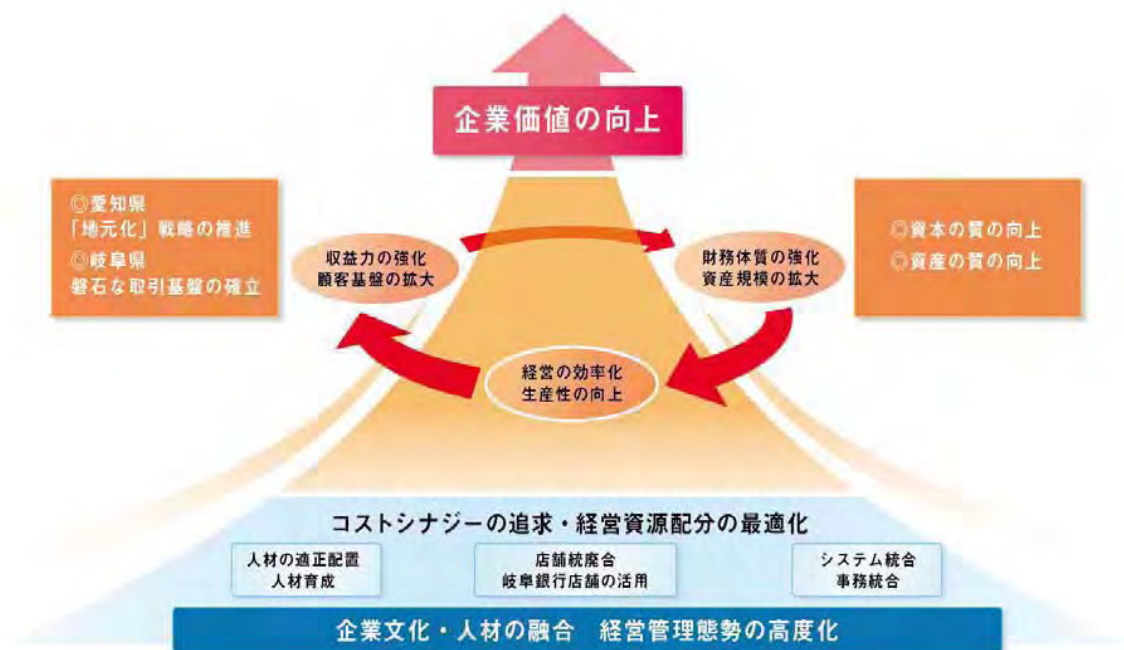 企業価値の向上
◎愛知県
「地元化」戦略の推進
◎岐阜県
磐石な取引基盤の確立
収益力の強化
顧客基盤の拡大
財務体質の強化
資産規模の拡大
◎資本の質の向上
◎資産の質の向上
経営の効率化
生産性の向上
コストシナジーの追求・経営資源配分の最適化
人材の適正配置
人材育成
店舗統廃合
岐阜銀行店舗の活用
システム統合
事務統合
企業文化・人材の融合　経営管理態勢の高度化